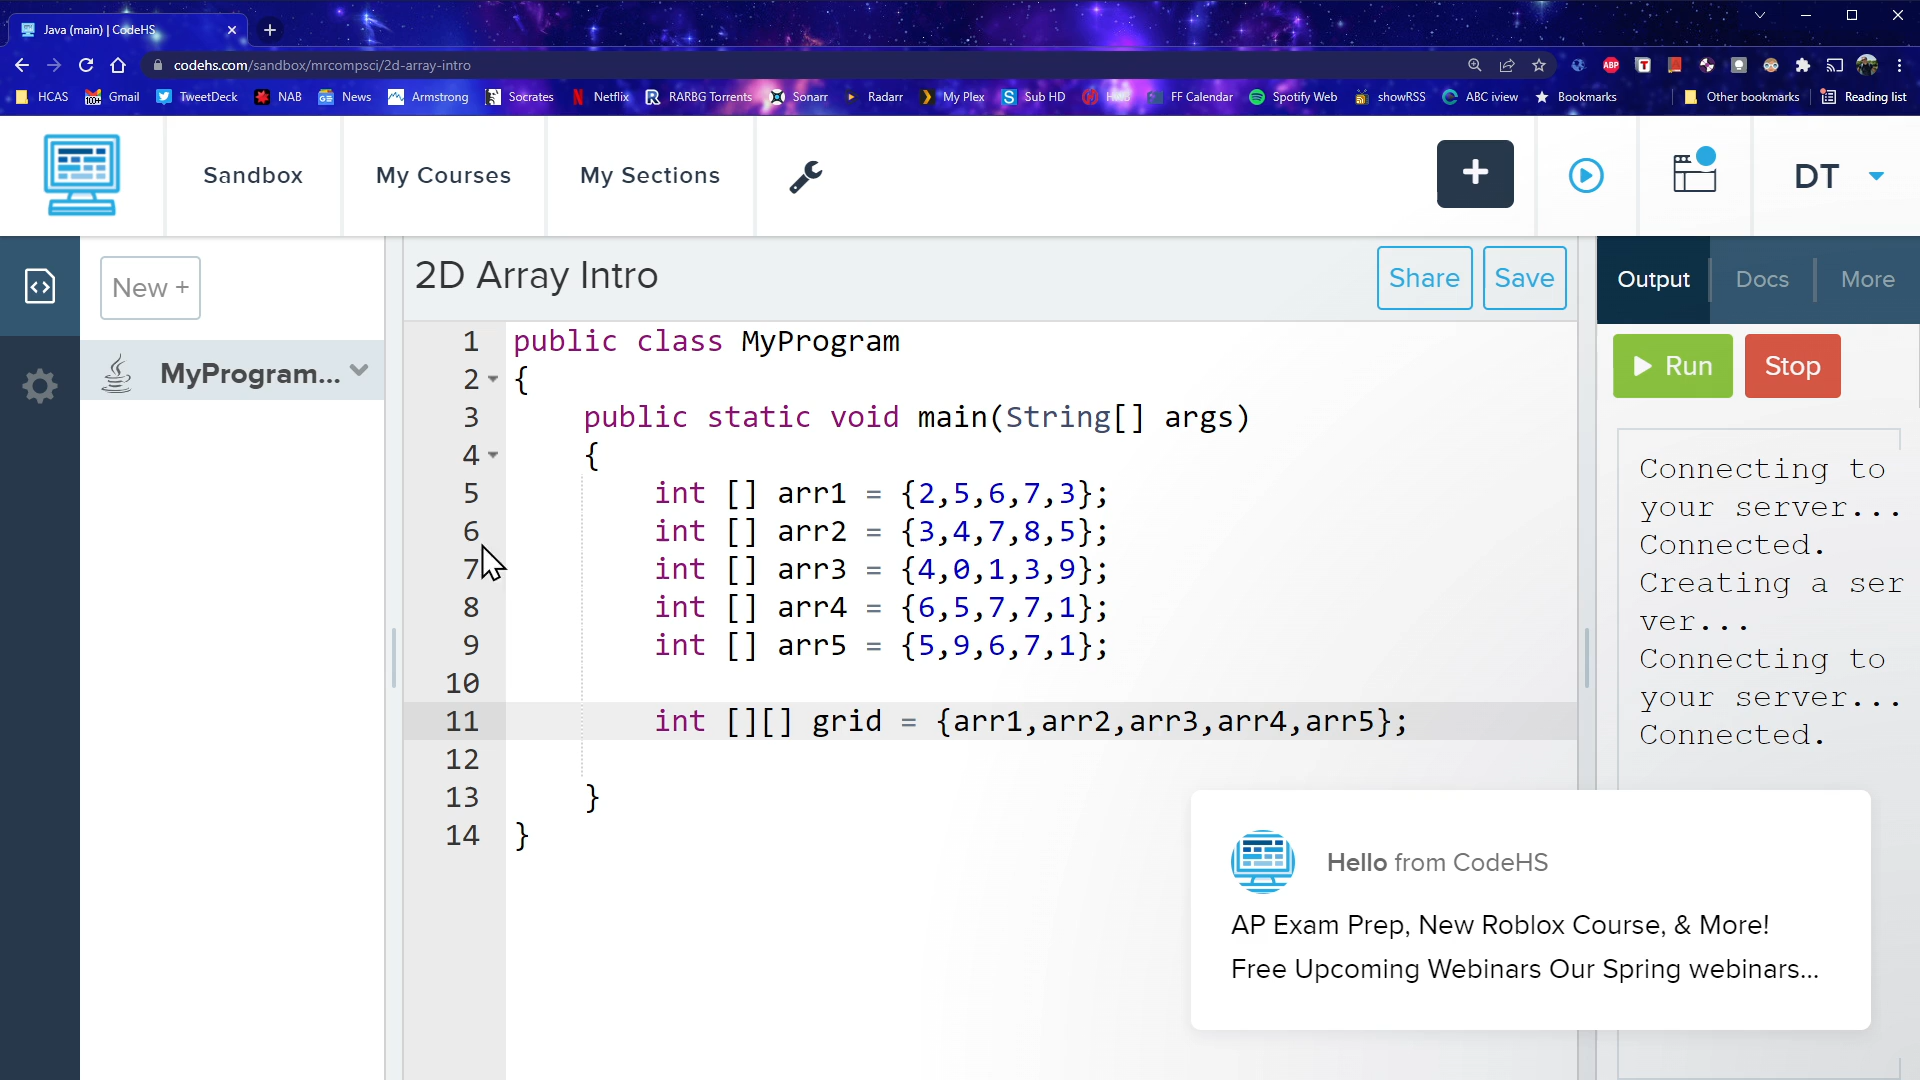 Java (main) | CodeHS
codehs.com/sandbox/mrcompsci/2d-array-intro
HCAS Gmail TweetDeck NAB News Armstrong Socrates Netflix RARBG Torrents Sonarr Radarr My Plex Sub HD FF Calendar Spotify Web showRSS ABC iview Bookmarks Other bookmarks Reading list
Sandbox My Courses My Sections + DT
New + 2D Array Intro Share Save Output Docs More
MyProgram... Run Stop
1 public class MyProgram
2 {
3 public static void main(String[] args)
4 {
5 int [] arr1 = {2,5,6,7,3};
6 int [] arr2 = {3,4,7,8,5};
7 int [] arr3 = {4,0,1,3,9};
8 int [] arr4 = {6,5,7,7,1};
9 int [] arr5 = {5,9,6,7,1};
10
11 int [][] grid = {arr1,arr2,arr3,arr4,arr5};
12
13 }
14 }
Connecting to
your server...
Connected.
Creating a ser
ver...
Connecting to
your server...
Connected.
Hello from CodeHS
AP Exam Prep, New Roblox Course, & More!
Free Upcoming Webinars Our Spring webinars...